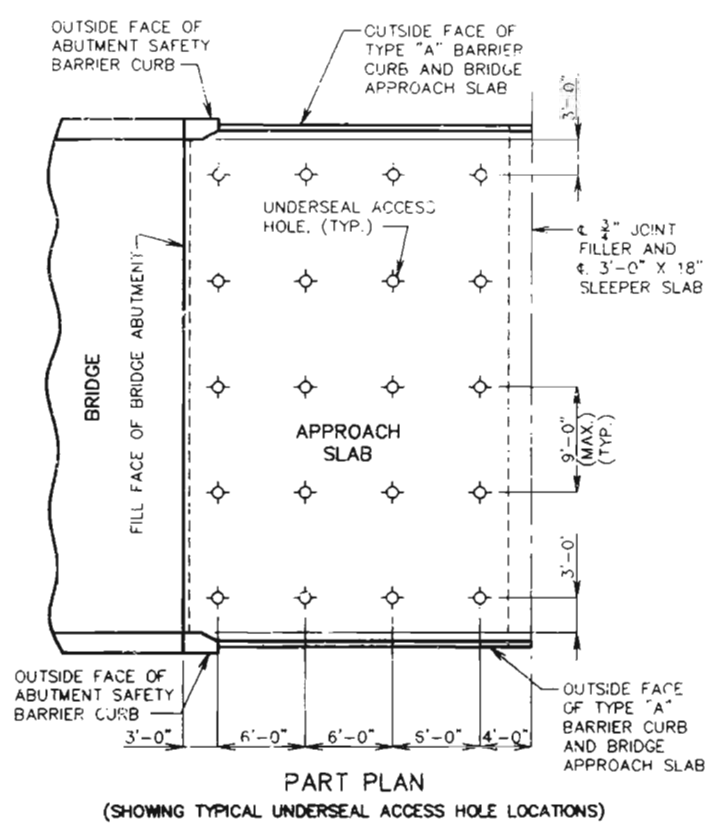 OUTSIDE FACE OF
ABUTMENT SAFETY
BARRIER CURB
OUTSIDE FACE OF
TYPE "A" BARRIER
CURB AND BRIDGE
APPROACH SLAB
3'-0"
UNDERSEAL ACCESS
HOLE, (TYP.)
℄ 3/4" JOINT
FILLER AND
℄ 3'-0" X 18"
SLEEPER SLAB
BRIDGE
FILL FACE OF BRIDGE ABUTMENT
APPROACH
SLAB
9'-0"
(MAX.)
(TYP.)
3'-0'
OUTSIDE FACE OF
ABUTMENT SAFETY
BARRIER CURB
OUTSIDE FACE
OF TYPE "A"
BARRIER CURB
AND BRIDGE
APPROACH SLAB
3'-0" 6'-0" 6'-0" 5'-0" 4'-0"
PART PLAN
(SHOWING TYPICAL UNDERSEAL ACCESS HOLE LOCATIONS)